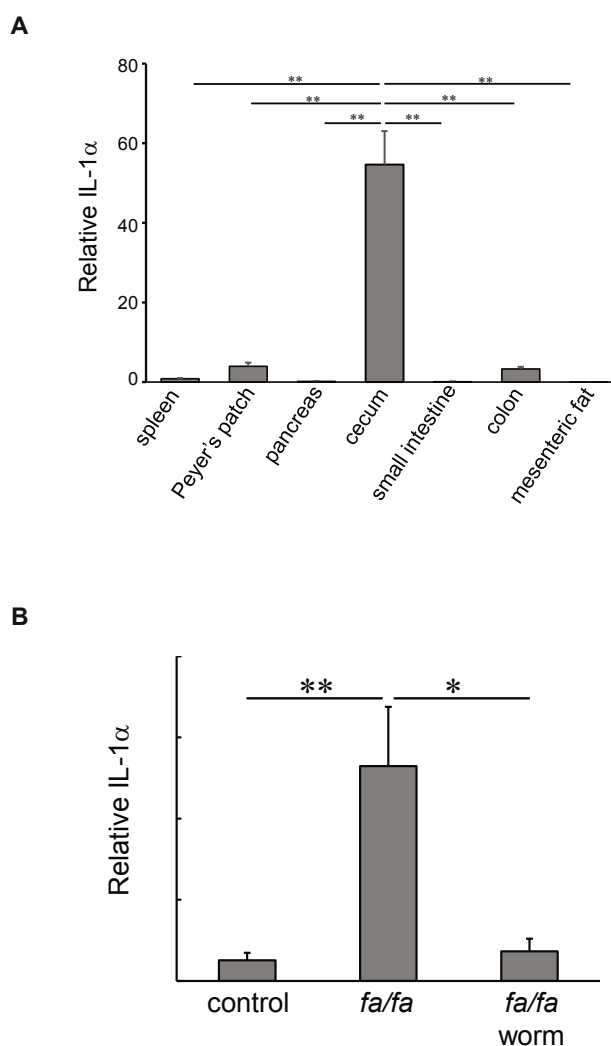 A
80
60
40
20
0
Relative IL-1α
**
**
**
**
**
**
spleen
Peyer's patch
pancreas
cecum
small intestine
colon
mesenteric fat
B
Relative IL-1α
**
*
control
fa/fa
fa/fa
worm